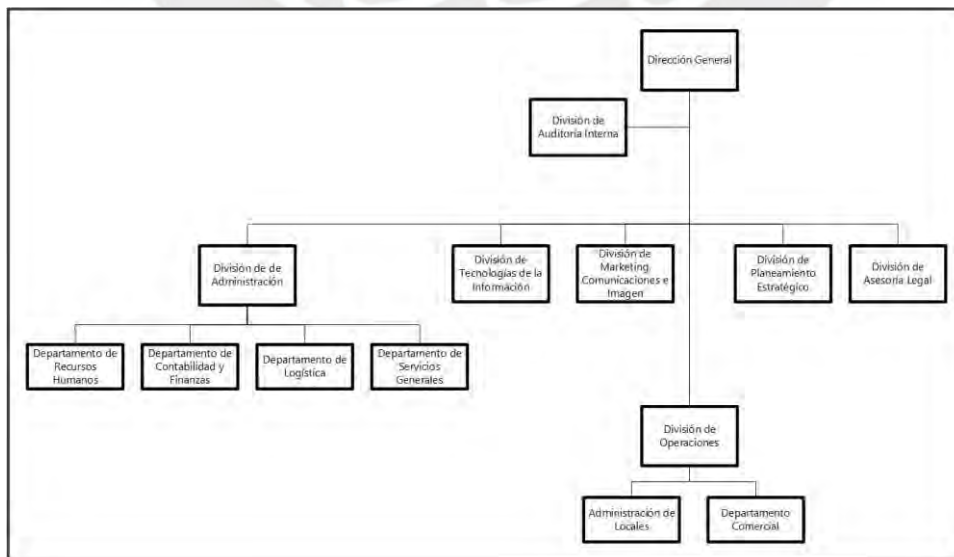 Dirección General
División de
Auditoría Interna
División de de
Administración
División de
Tecnologías de la
Información
División de
Marketing
Comunicaciones e
Imagen
División de
Planeamiento
Estratégico
División de
Asesoría Legal
Departamento de
Recursos
Humanos
Departamento de
Contabilidad y
Finanzas
Departamento de
Logística
Departamento de
Servicios
Generales
División de
Operaciones
Administración de
Locales
Departamento
Comercial